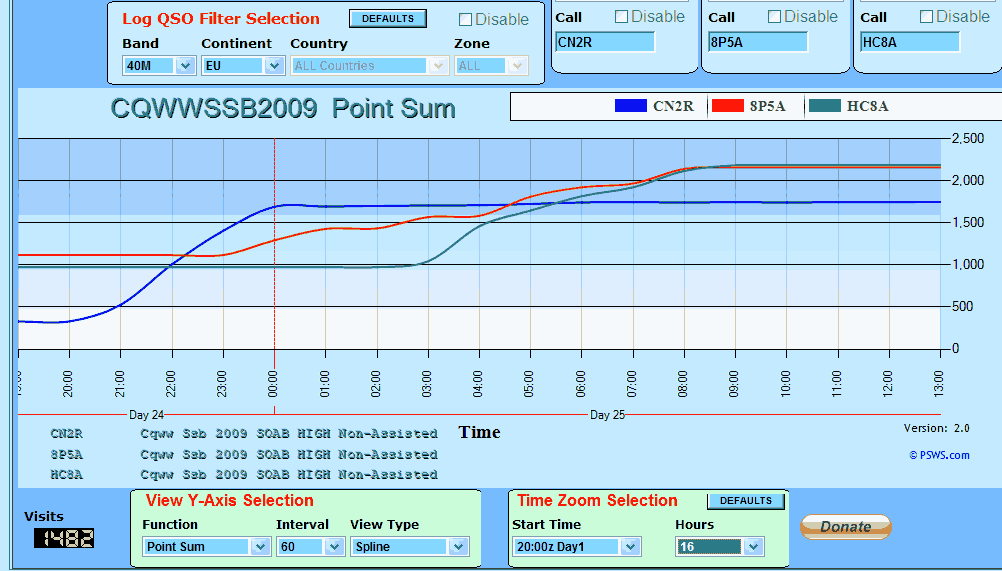 Log QSO Filter Selection DEFAULTS Disable
Band Continent Country Zone
40M EU ALL Countries ALL
Call Disable Call Disable Call Disable
CN2R 8P5A HC8A
CQWWSSB2009 Point Sum
CN2R 8P5A HC8A
2,500
2,000
1,500
1,000
500
0
20:00 21:00 22:00 23:00 00:00 01:00 02:00 03:00 04:00 05:00 06:00 07:00 08:00 09:00 10:00 11:00 12:00 13:00
Day 24 Day 25
CN2R Cqww Ssb 2009 SOAB HIGH Non-Assisted Time
Version: 2.0
8P5A Cqww Ssb 2009 SOAB HIGH Non-Assisted
© PSWS.com
HC8A Cqww Ssb 2009 SOAB HIGH Non-Assisted
View Y-Axis Selection
Time Zoom Selection DEFAULTS
Visits
1482
Function Interval View Type
Point Sum 60 Spline
Start Time Hours
20:00z Day1 16
Donate